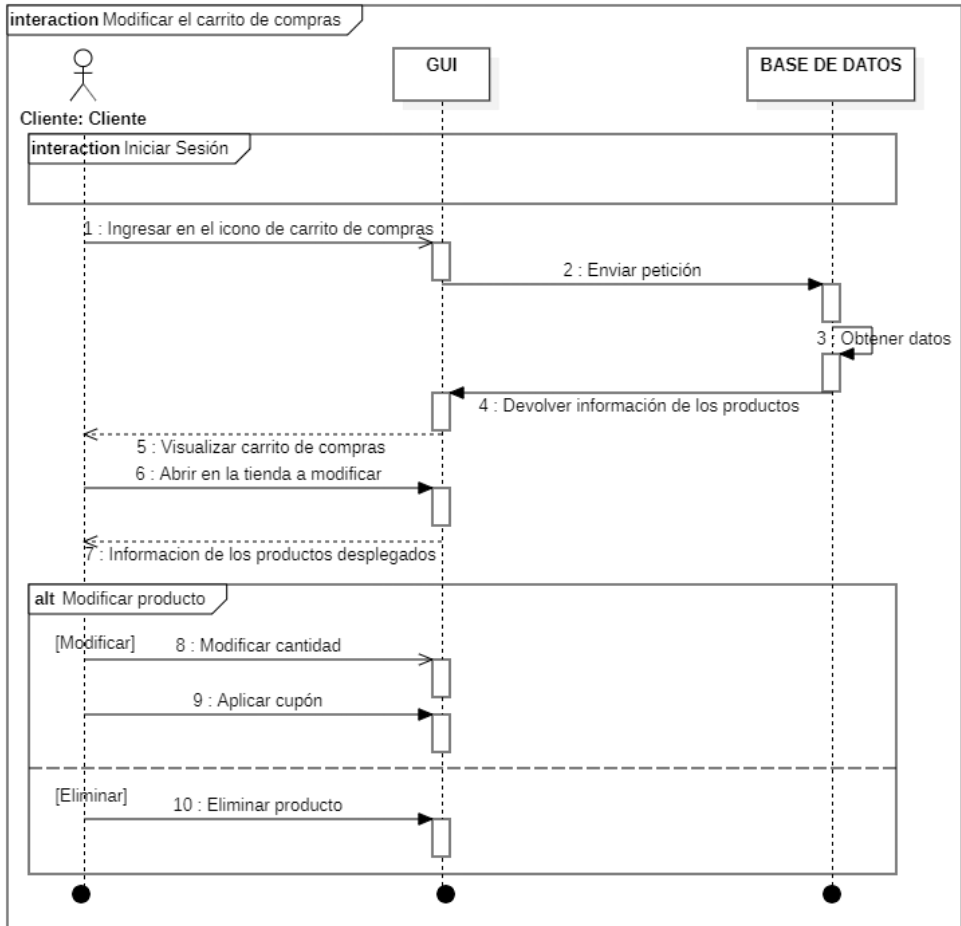 interaction Modificar el carrito de compras
GUI
BASE DE DATOS
Cliente: Cliente
interaction Iniciar Sesión
1 : Ingresar en el icono de carrito de compras
2 : Enviar petición
3 : Obtener datos
4 : Devolver información de los productos
5 : Visualizar carrito de compras
6 : Abrir en la tienda a modificar
7 : Informacion de los productos desplegados
alt Modificar producto
[Modificar]
8 : Modificar cantidad
9 : Aplicar cupón
[Eliminar]
10 : Eliminar producto